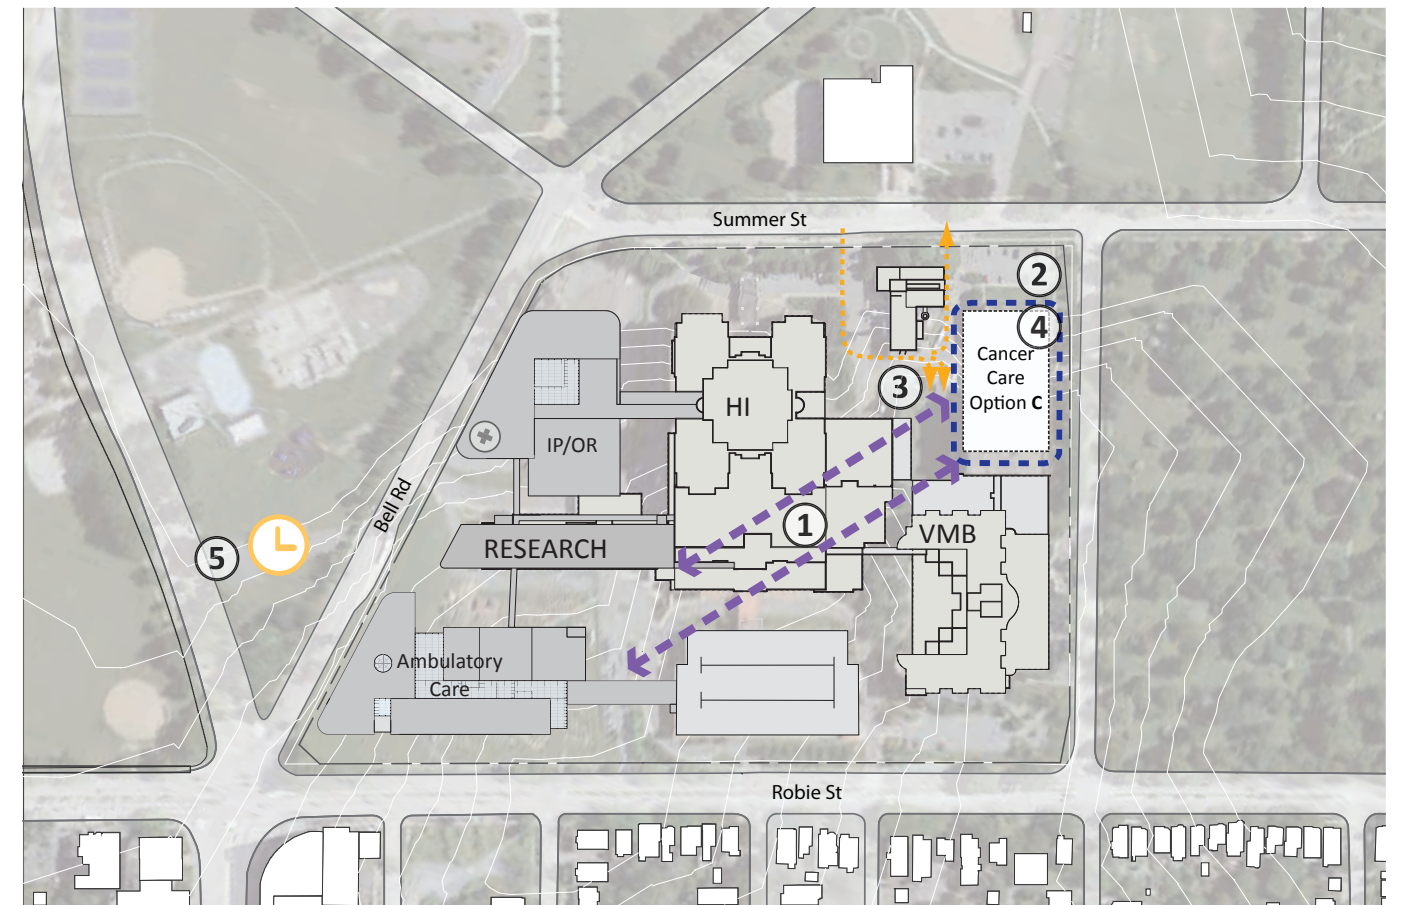 Summer St
2
4
Cancer
Care
Option C
3
HI
IP/OR
Bell Rd
1
VMB
RESEARCH
5
Ambulatory
Care
Robie St